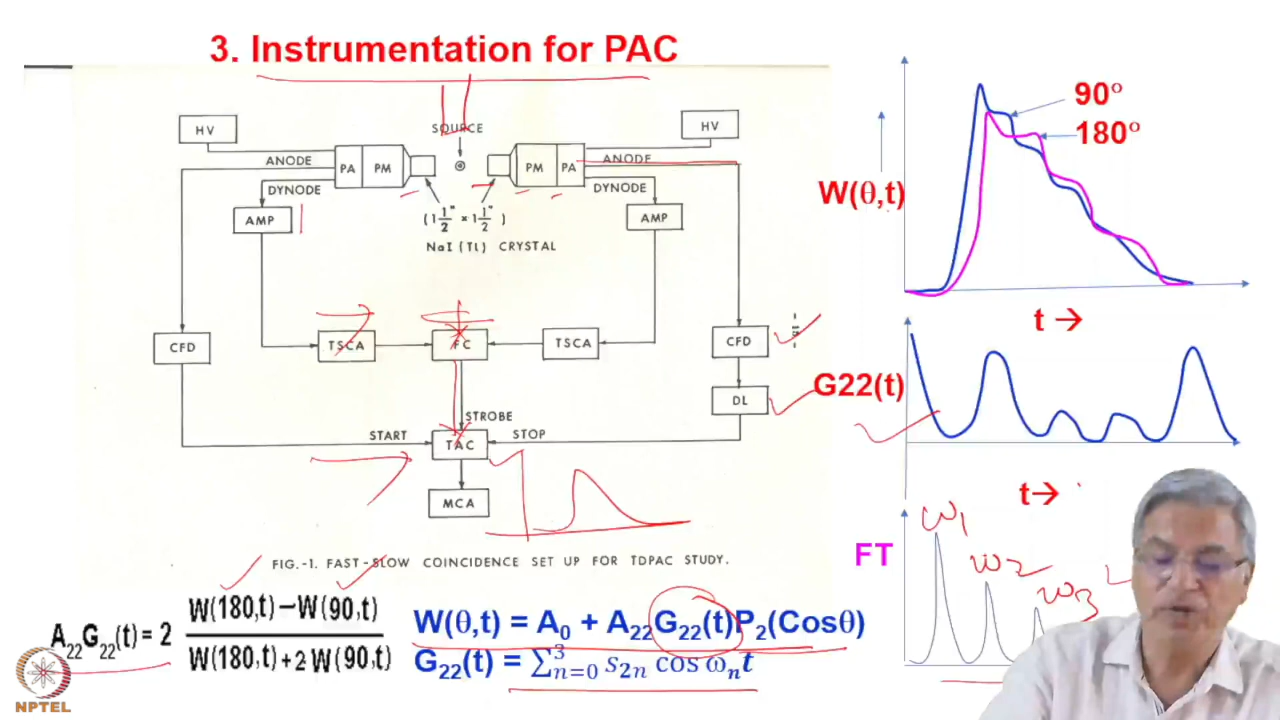 3. Instrumentation for PAC
SOURCE
HV
HV
ANODE
PA
PM
PM
PA
ANODE
DYNODE
DYNODE
AMP
AMP
(1 1/2" × 1 1/2")
NaI (Tl) CRYSTAL
CFD
TSCA
FC
TSCA
CFD
- 15 -
DL
STROBE
START
TAC
STOP
MCA
FIG.-1. FAST-SLOW COINCIDENCE SET UP FOR TDPAC STUDY.
90°
180°
W(θ,t)
t →
G22(t)
t→
FT
ω1
ω2
ω3
A₂₂G₂₂(t) = 2 W(180,t) − W(90,t) / W(180,t) + 2 W(90,t)
W(θ,t) = A₀ + A₂₂G₂₂(t)P₂(Cosθ)
G₂₂(t) = ∑³ₙ₌₀ s₂ₙ cos ωₙt
NPTEL